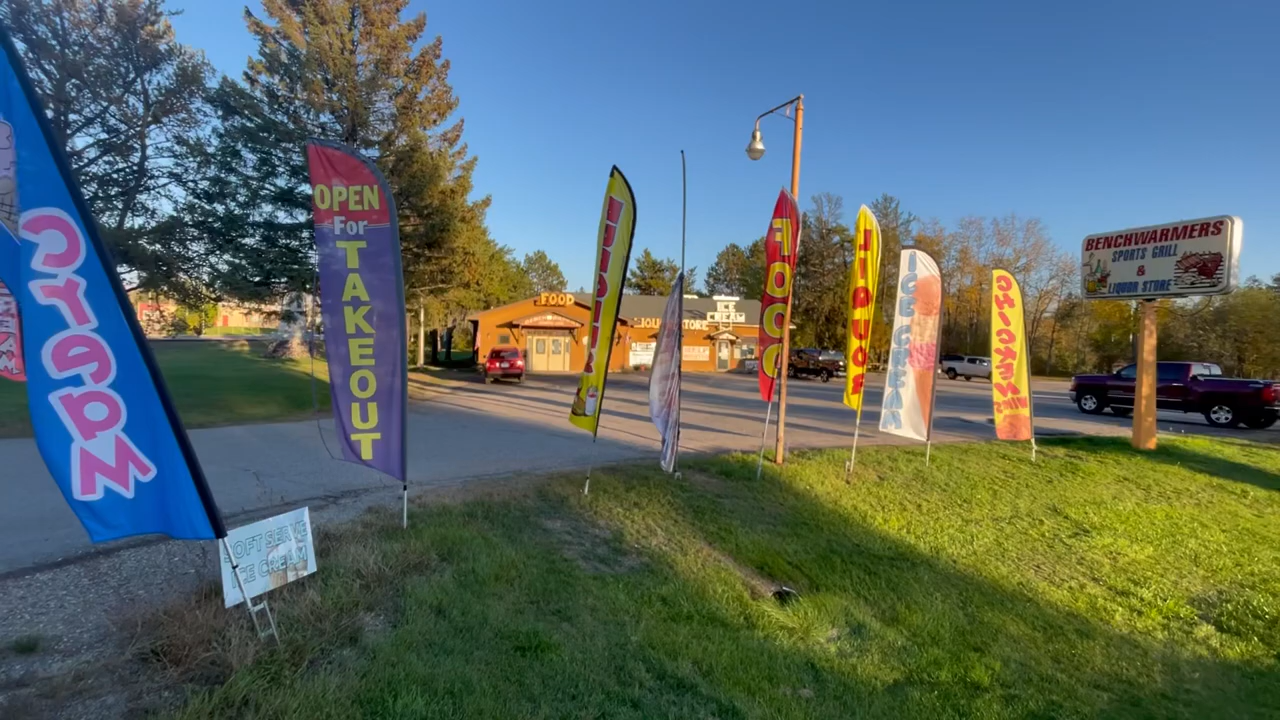 Cream
SOFT SERVE
ICE CREAM
OPEN
For
TAKEOUT
FOOD
ICE
CREAM
STORE
FOOD
LIQUOR
ICE CREAM
CHICKEN
BENCHWARMERS
SPORTS GRILL
&
LIQUOR STORE